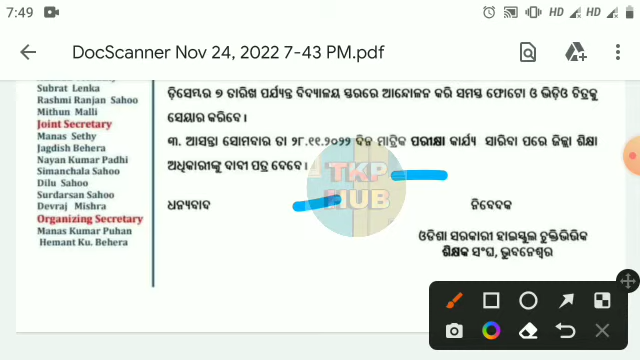 7:49
HD
HD
DocScanner Nov 24, 2022 7-43 PM.pdf
Subrat Lenka
Rashmi Ranjan Sahoo
Mithun Malli
Joint Secretary
Manas Sethy
Jagdish Behera
Nayan Kumar Padhi
Simanchala Sahoo
Dilu Sahoo
Surdarsan Sahoo
Devraj Mishra
Organizing Secretary
Manas Kumar Puhan
Hemant Ku. Behera
ଡ଼ିସେମ୍ବର ୭ ତାରିଖ ପର୍ଯ୍ୟନ୍ତ ବିଦ୍ୟାଳୟ ସ୍ତରରେ ଆନ୍ଦୋଳନ କରି ସମସ୍ତ ଫୋଟୋ ଓ ଭିଡ଼ିଓ ଚିତ୍ରକୁ
ସେୟାର କରିବେ।
୩. ଆସନ୍ତା ସୋମବାର ତା ୨୮.୧୧.୨୦୨୨ ଦିନ ମାଟ୍ରିକ ପରୀକ୍ଷା କାର୍ଯ୍ୟ ସାରିବା ପରେ ଜିଲ୍ଲା ଶିକ୍ଷା
ଅଧିକାରୀଙ୍କୁ ଦାବୀ ପତ୍ର ଦେବେ।
ଧନ୍ୟବାଦ
ନିବେଦକ
ଓଡିଶା ସରକାରୀ ହାଇସ୍କୁଲ ଚୁକ୍ତିଭିତ୍ତିକ
ଶିକ୍ଷକ ସଂଘ, ଭୁବନେଶ୍ୱର
TKP
HUB